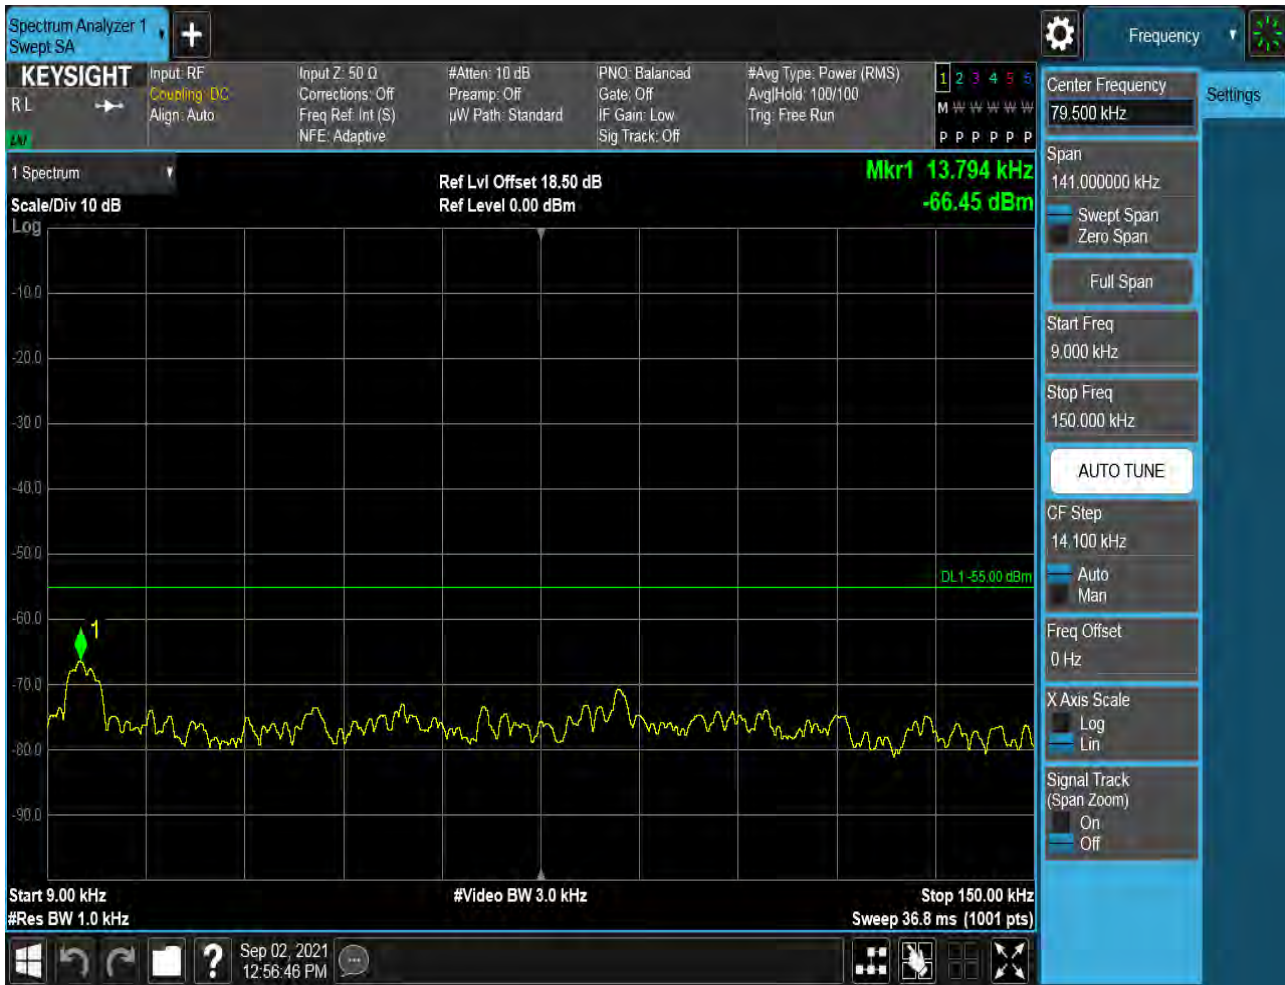 Spectrum Analyzer 1
Swept SA
Frequency
KEYSIGHT
R L
LXI
Input: RF
Coupling: DC
Align: Auto
Input Z: 50 Ω
Corrections: Off
Freq Ref: Int (S)
NFE: Adaptive
#Atten: 10 dB
Preamp: Off
µW Path: Standard
PNO: Balanced
Gate: Off
IF Gain: Low
Sig Track: Off
#Avg Type: Power (RMS)
Avg|Hold: 100/100
Trig: Free Run
1 2 3 4 5 6
M W W W W W
P P P P P P
Center Frequency
79.500 kHz
Settings
Span
141.000000 kHz
Swept Span
Zero Span
Full Span
Start Freq
9.000 kHz
Stop Freq
150.000 kHz
AUTO TUNE
CF Step
14.100 kHz
Auto
Man
Freq Offset
0 Hz
X Axis Scale
Log
Lin
Signal Track
(Span Zoom)
On
Off
1 Spectrum
Scale/Div 10 dB
Ref Lvl Offset 18.50 dB
Ref Level 0.00 dBm
Mkr1 13.794 kHz
-66.45 dBm
Log
-10.0
-20.0
-30.0
-40.0
-50.0
DL1 -55.00 dBm
-60.0
1
-70.0
-80.0
-90.0
Start 9.00 kHz
#Video BW 3.0 kHz
Stop 150.00 kHz
#Res BW 1.0 kHz
Sweep 36.8 ms (1001 pts)
Sep 02, 2021
12:56:46 PM